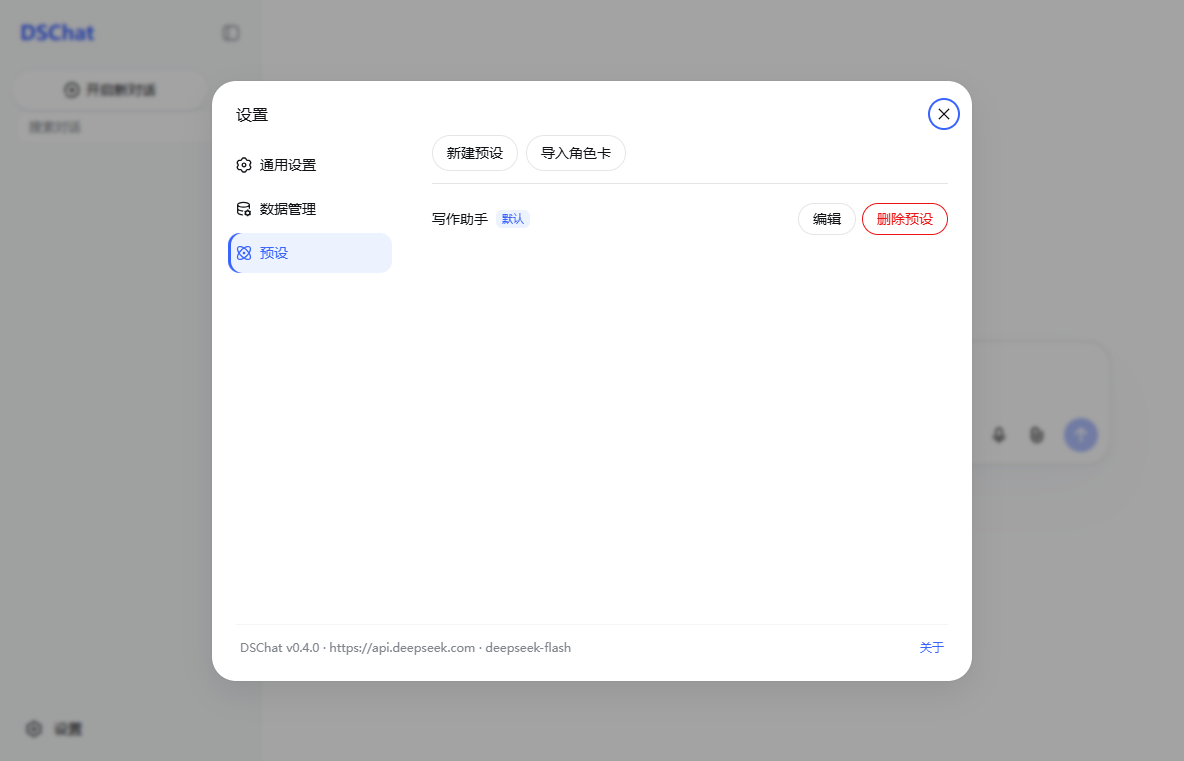 DSChat
开启新对话
搜索对话
设置
通用设置
数据管理
预设
新建预设
导入角色卡
写作助手 默认
编辑
删除预设
DSChat v0.4.0 · https://api.deepseek.com · deepseek-flash
关于
设置